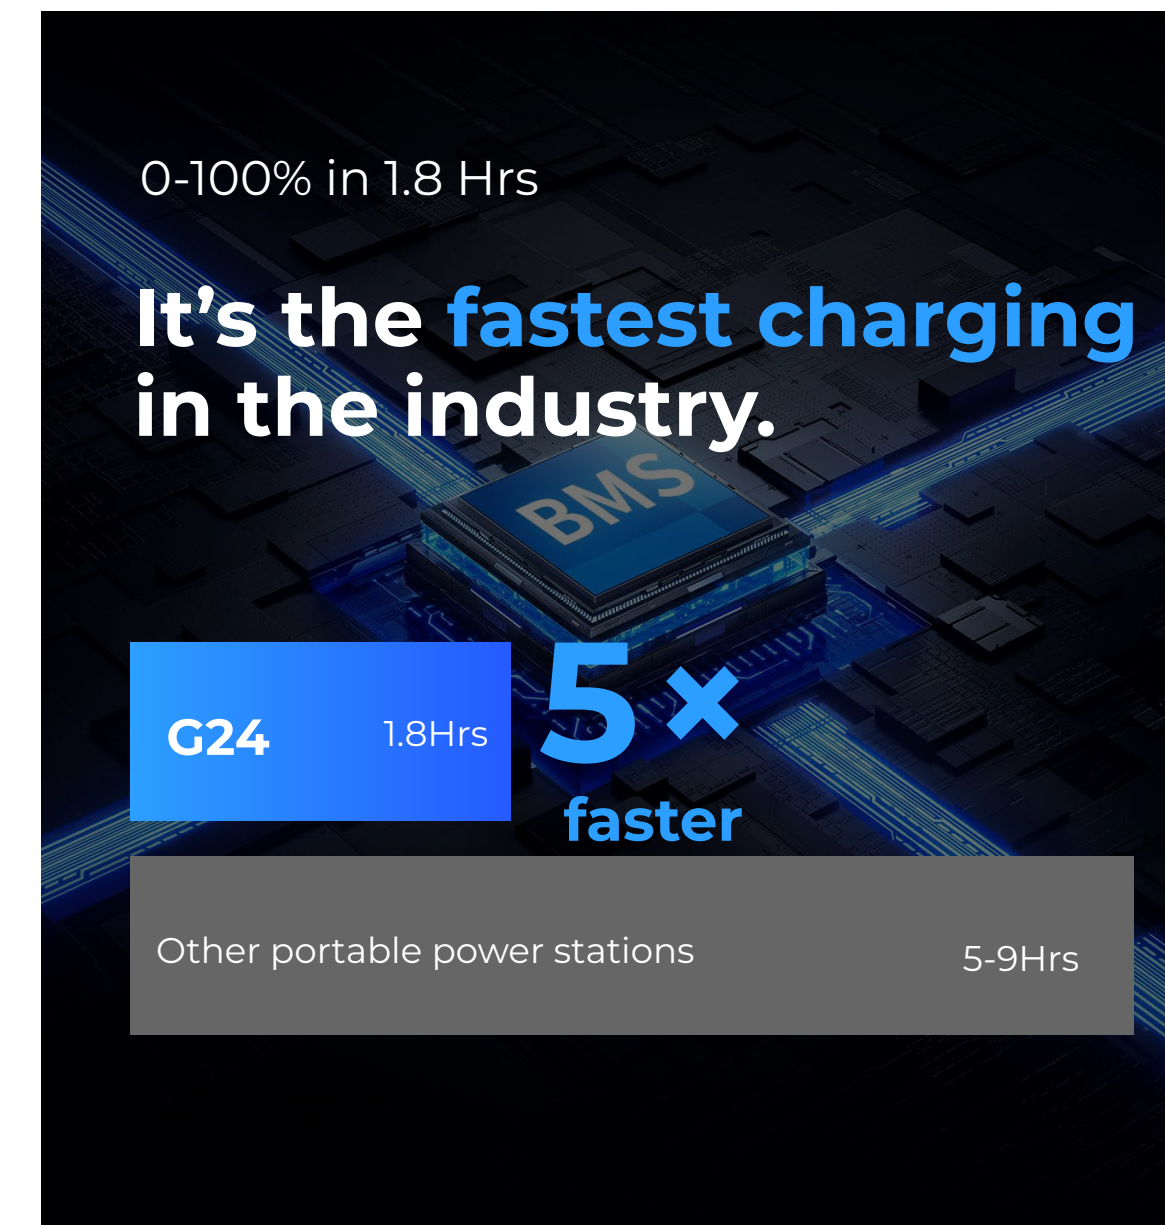 0-100% in 1.8 Hrs
It’s the fastest charging
in the industry.
BMS
G24 1.8Hrs
5×
faster
Other portable power stations 5-9Hrs